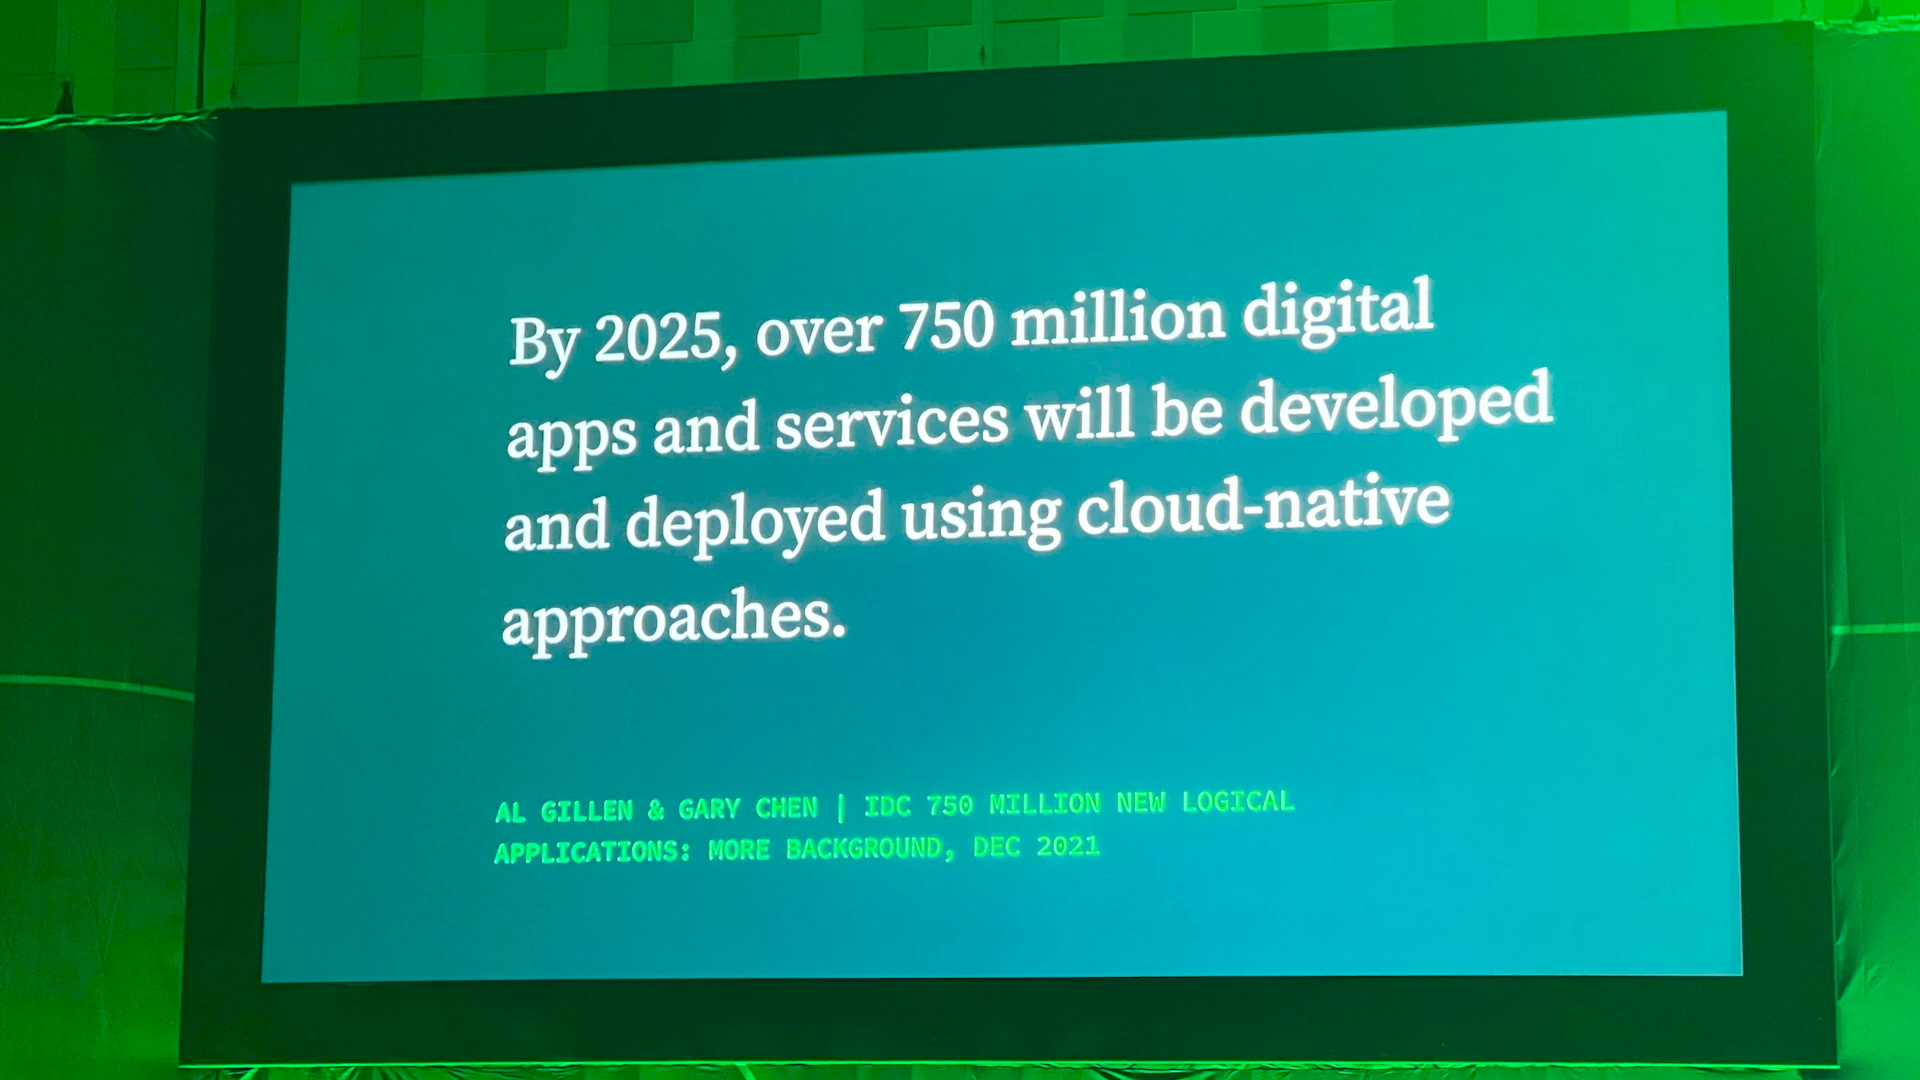 By 2025, over 750 million digital
apps and services will be developed
and deployed using cloud-native
approaches.
AL GILLEN & GARY CHEN | IDC 750 MILLION NEW LOGICAL
APPLICATIONS: MORE BACKGROUND, DEC 2021